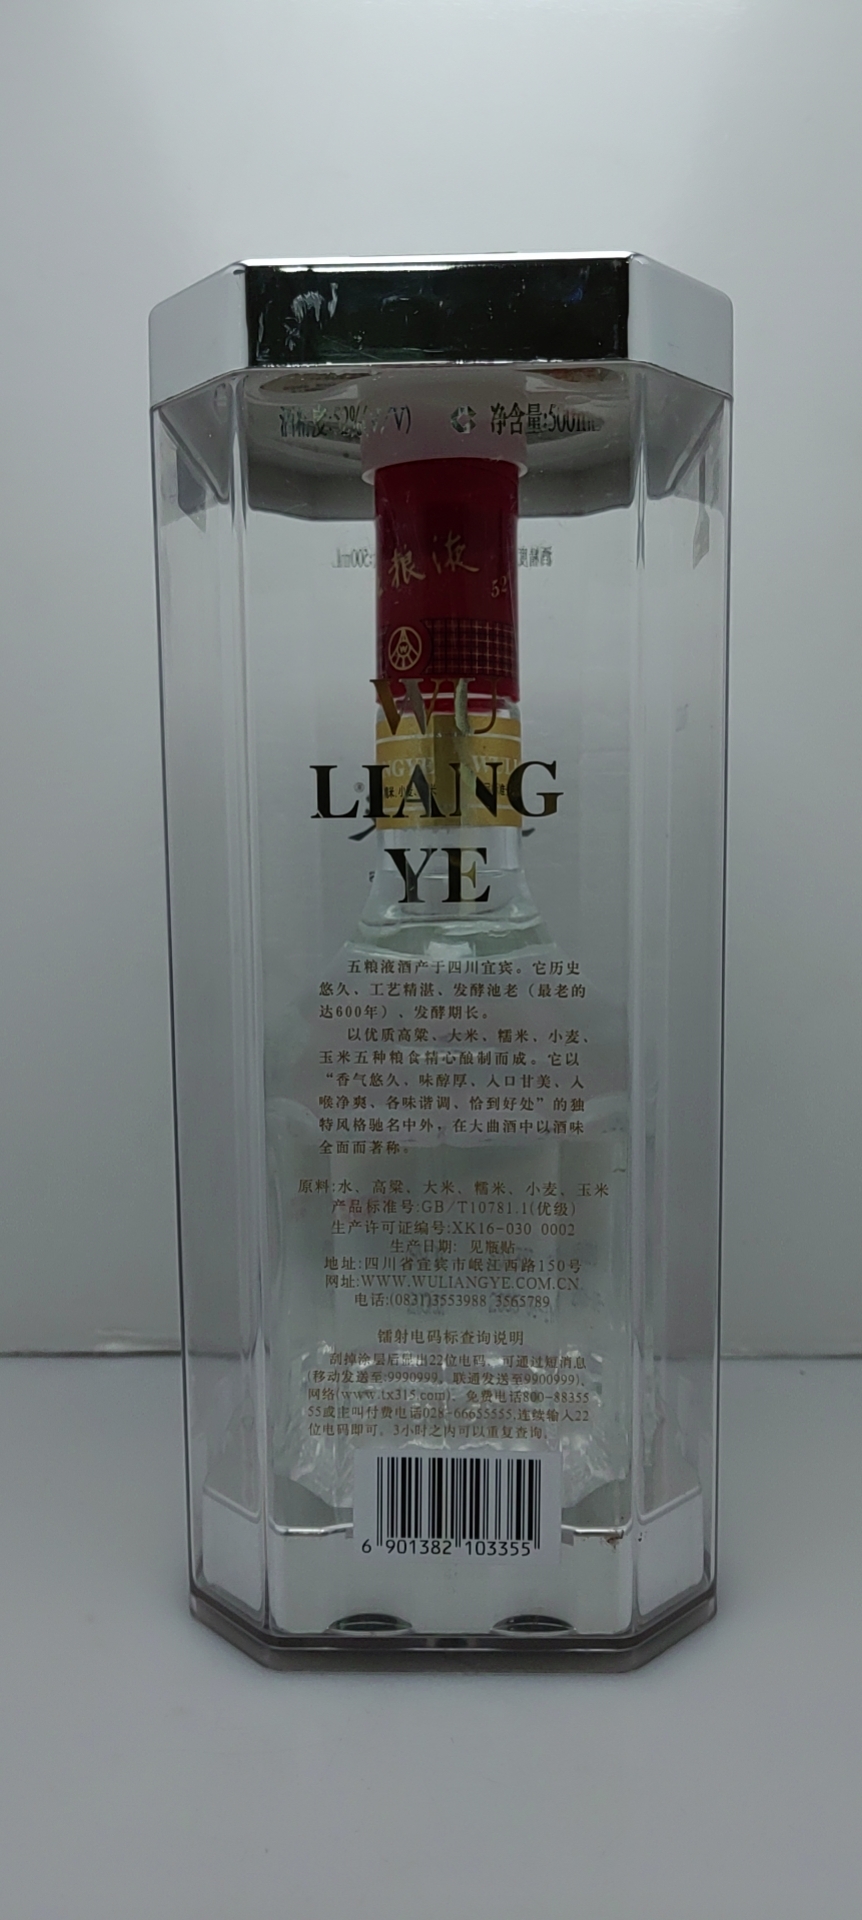 净含量:500mL
粮液
52
WU
LIANG
YE
五粮液酒产于四川宜宾。它历史
悠久、工艺精湛、发酵池老（最老的
达600年）、发酵期长。
以优质高粱、大米、糯米、小麦、
玉米五种粮食精心酿制而成。它以
“香气悠久、味醇厚、入口甘美、入
喉净爽、各味谐调、恰到好处”的独
特风格驰名中外，在大曲酒中以酒味
全面而著称。
原料:水、高粱、大米、糯米、小麦、玉米
产品标准号:GB/T10781.1(优级)
生产许可证编号:XK16-030 0002
生产日期: 见瓶贴
地址:四川省宜宾市岷江西路150号
网址:WWW.WULIANGYE.COM.CN
电话:(0831)3553988 3565789
镭射电码标查询说明
刮掉涂层后刮出22位电码，可通过短消息
(移动发送至:9990999，联通发送至9900999)、
网络(www.tx315.com)、免费电话800-88355
55或主叫付费电话028-66655555,连续输入22
位电码即可。3小时之内可以重复查询。
6 901382 103355